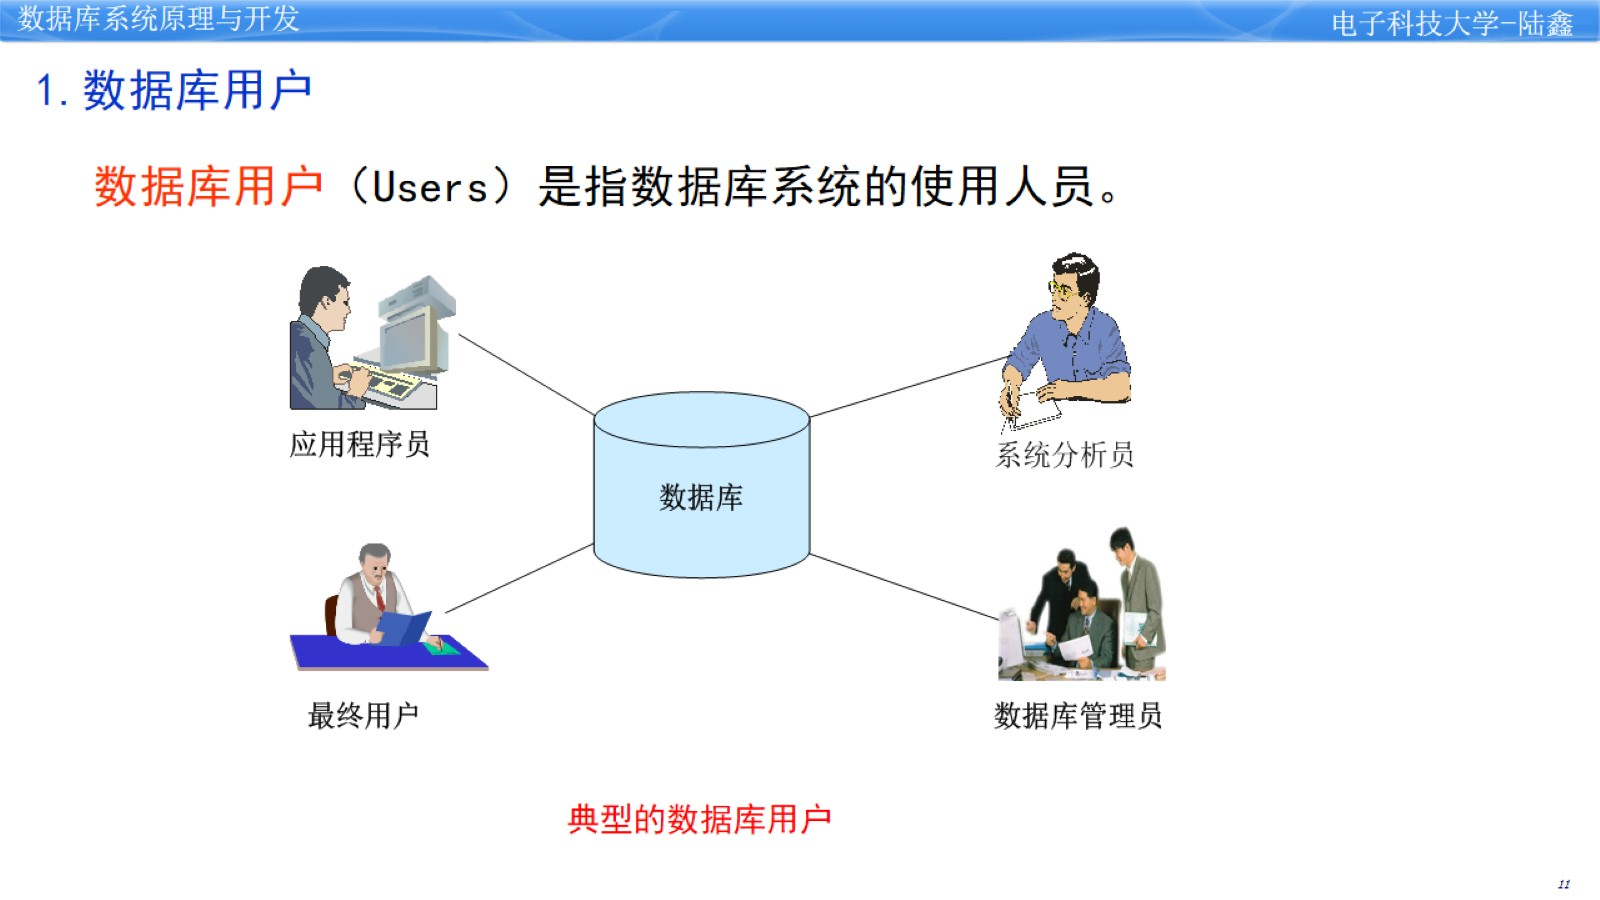 数据库系统原理与开发
电子科技大学-陆鑫
1.数据库用户
数据库用户（Users）是指数据库系统的使用人员。
应用程序员
系统分析员
数据库
最终用户
数据库管理员
典型的数据库用户
11